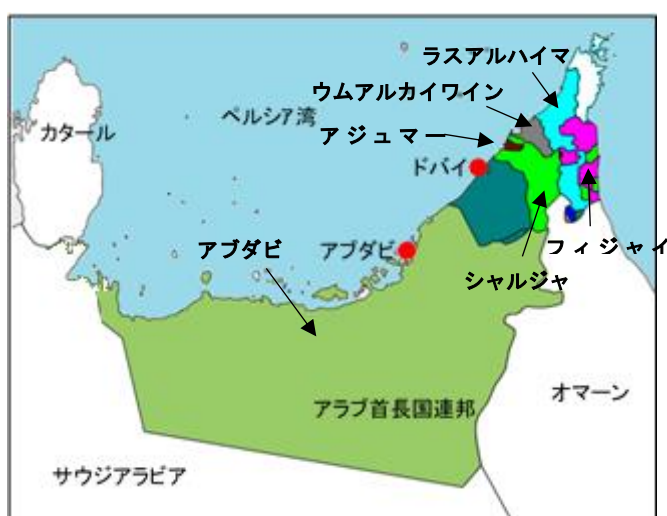 ラスアルハイマ
ウムアルカイワイン
ペルシア湾
カタール
アジュマー
ドバイ
アブダビ
アブダビ
フィジャイ
シャルジャ
オマーン
アラブ首長国連邦
サウジアラビア